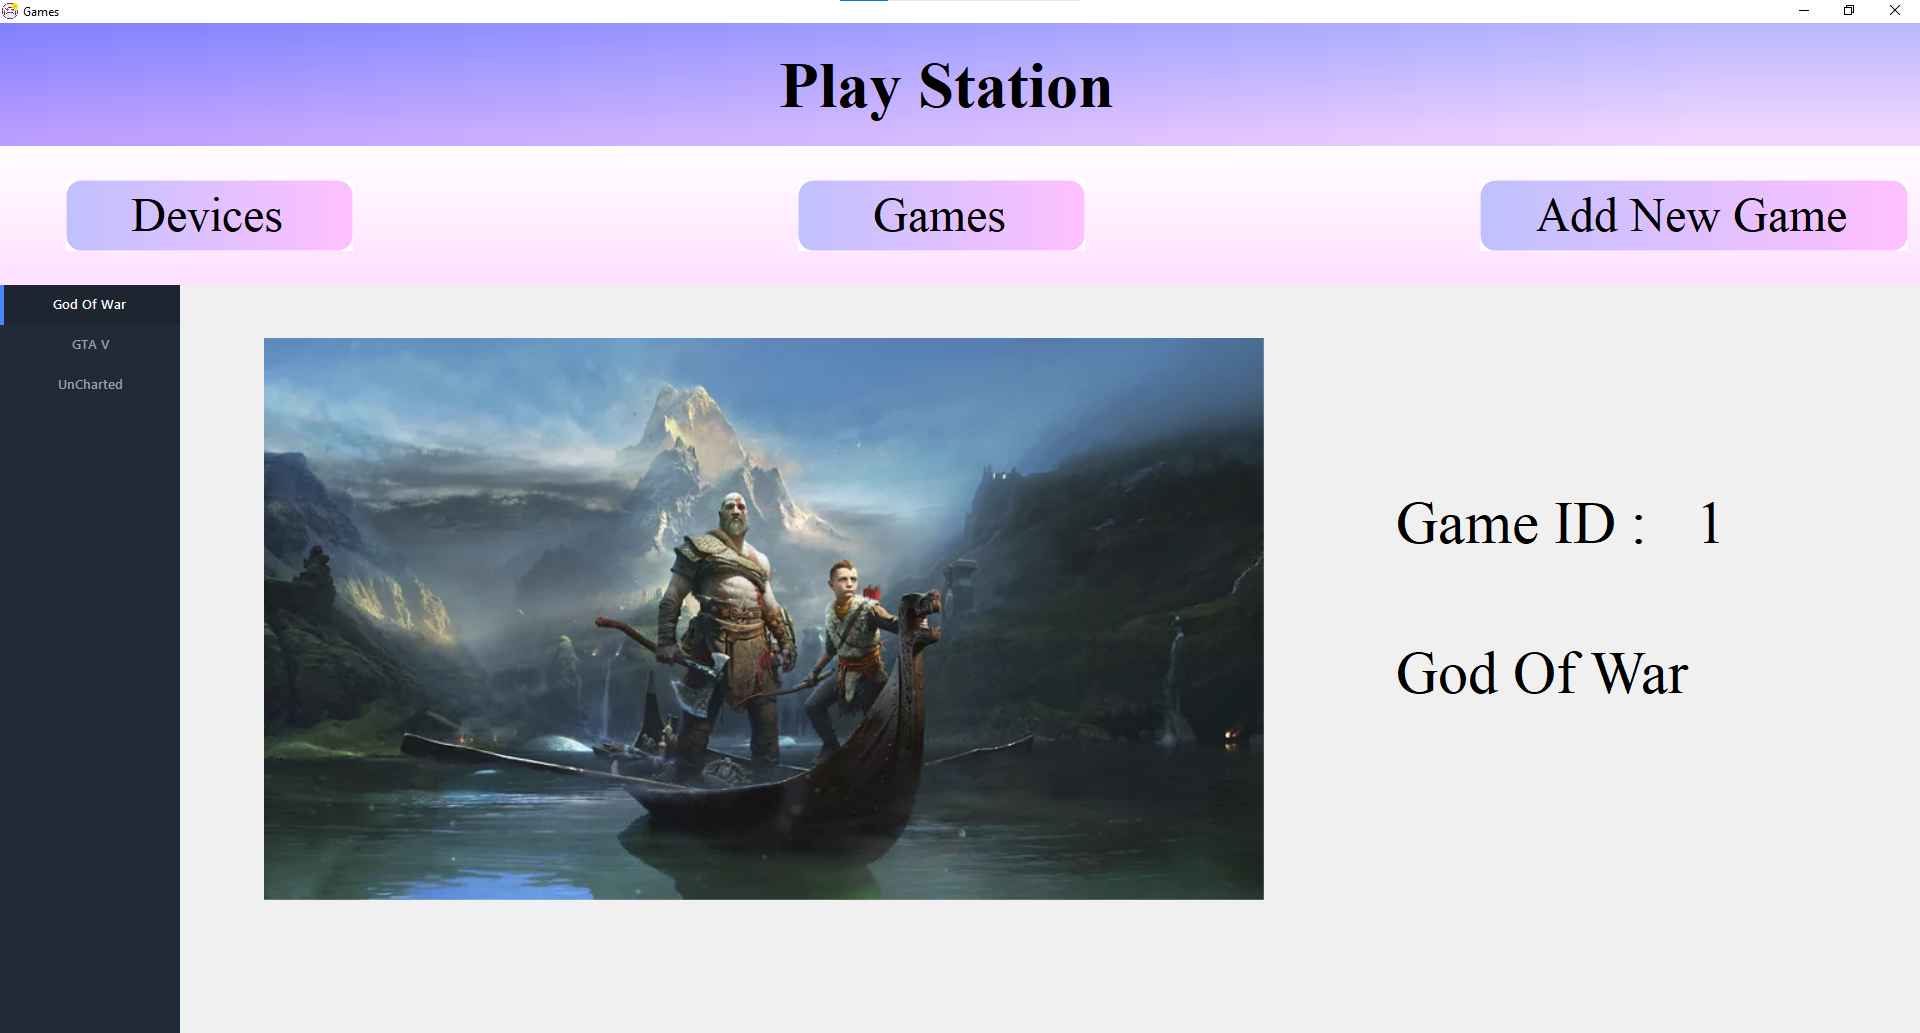 Games
Play Station
Devices
Games
Add New Game
God Of War
GTA V
UnCharted
Game ID : 1
God Of War